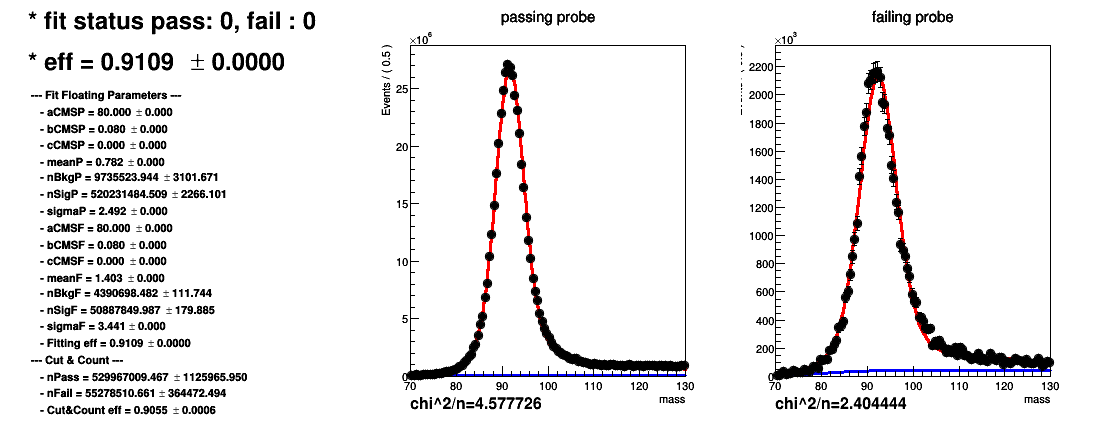 * fit status pass: 0, fail : 0
* eff = 0.9109 ± 0.0000
--- Fit Floating Parameters ---
- aCMSP = 80.000 ± 0.000
- bCMSP = 0.080 ± 0.000
- cCMSP = 0.000 ± 0.000
- meanP = 0.782 ± 0.000
- nBkgP = 9735523.944 ± 3101.671
- nSigP = 520231484.509 ± 2266.101
- sigmaP = 2.492 ± 0.000
- aCMSF = 80.000 ± 0.000
- bCMSF = 0.080 ± 0.000
- cCMSF = 0.000 ± 0.000
- meanF = 1.403 ± 0.000
- nBkgF = 4390698.482 ± 111.744
- nSigF = 50887849.987 ± 179.885
- sigmaF = 3.441 ± 0.000
- Fitting eff = 0.9109 ± 0.0000
--- Cut & Count ---
- nPass = 529967009.467 ± 1125965.950
- nFail = 55278510.661 ± 364472.494
- Cut&Count eff = 0.9055 ± 0.0006
passing probe
×10⁶
Events / ( 0.5 )
25
20
15
10
5
0
70 80 90 100 110 120 130
mass
chi^2/n=4.577726
failing probe
×10³
2200
2000
1800
1600
1400
1200
1000
800
600
400
200
0
70 80 90 100 110 120 130
mass
chi^2/n=2.404444